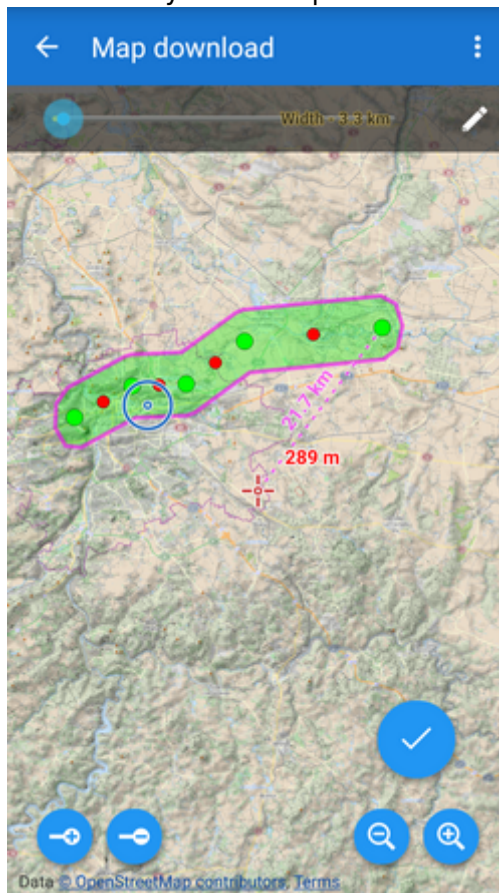 Map download
Width - 3.3 km
21.7 km
289 m
Data © OpenStreetMap contributors, Terms